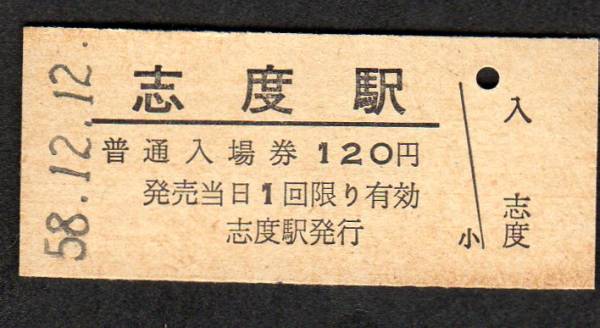 58.12.12.
志度駅
普通入場券 120円
発売当日1回限り有効
志度駅発行
小
入
志度